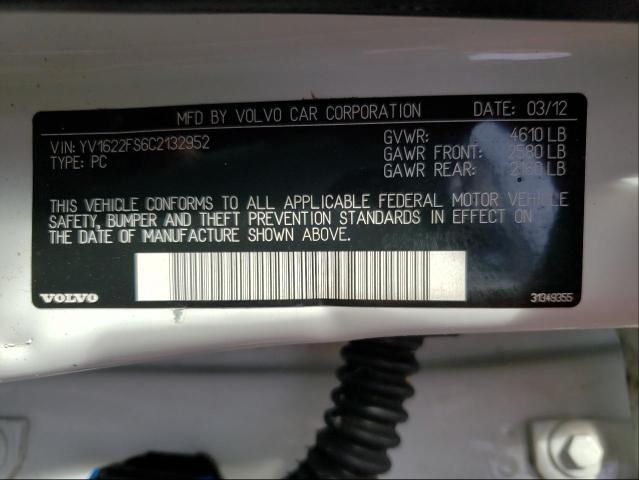 MFD BY VOLVO CAR CORPORATION DATE: 03/12
VIN: YV1622FS6C2132952 GVWR: 4610 LB
TYPE: PC GAWR FRONT: 2580 LB
GAWR REAR: LB
THIS VEHICLE CONFORMS TO ALL APPLICABLE FEDERAL MOTOR VEHICLE
SAFETY, BUMPER AND THEFT PREVENTION STANDARDS IN EFFECT ON
THE DATE OF MANUFACTURE SHOWN ABOVE.
VOLVO 31349355